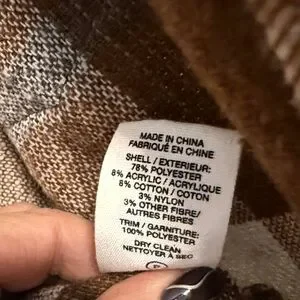 MADE IN CHINA
FABRIQUÉ EN CHINE
SHELL / EXTERIEUR:
78% POLYESTER
8% ACRYLIC / ACRYLIQUE
8% COTTON / COTON
3% NYLON
3% OTHER FIBRE/
AUTRES FIBRES
TRIM / GARNITURE:
100% POLYESTER
DRY CLEAN
NETTOYER À SEC